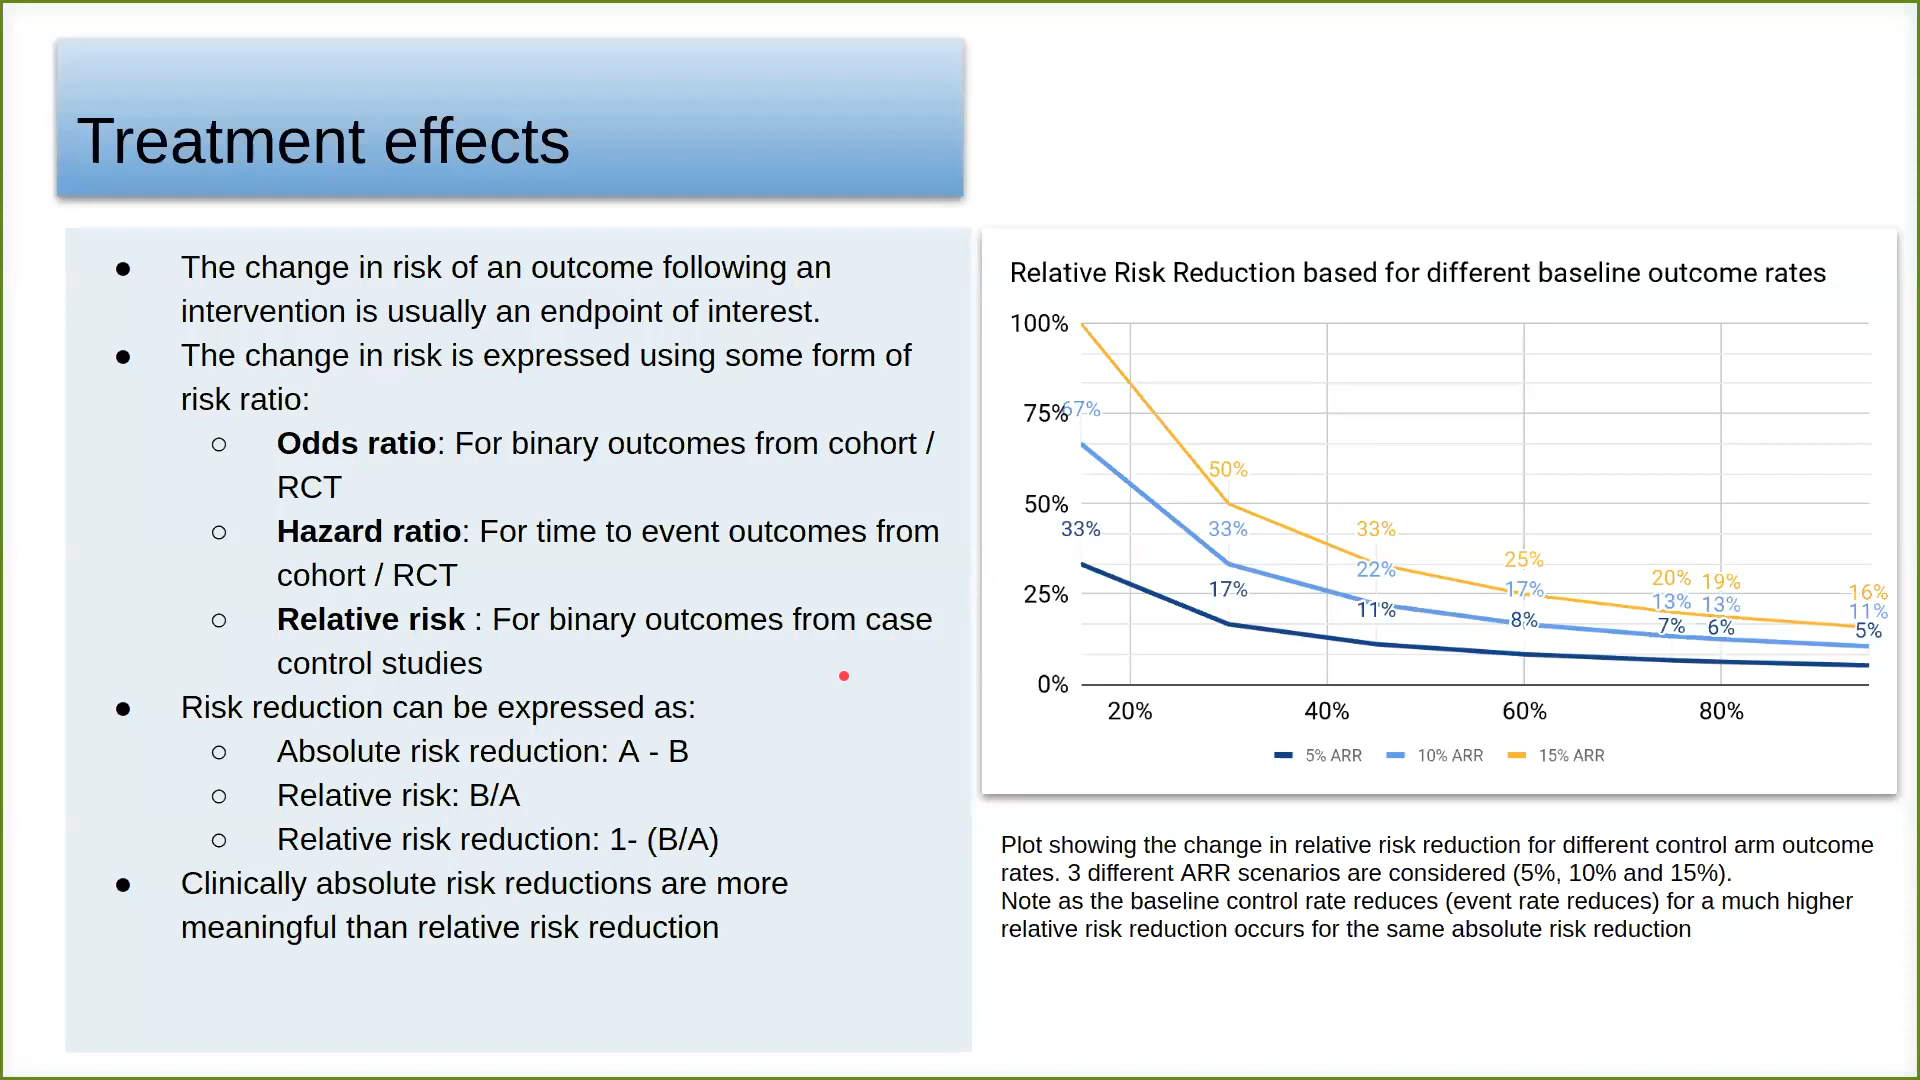 Treatment effects
● The change in risk of an outcome following an
intervention is usually an endpoint of interest.
● The change in risk is expressed using some form of
risk ratio:
○ Odds ratio: For binary outcomes from cohort /
RCT
○ Hazard ratio: For time to event outcomes from
cohort / RCT
○ Relative risk : For binary outcomes from case
control studies
● Risk reduction can be expressed as:
○ Absolute risk reduction: A - B
○ Relative risk: B/A
○ Relative risk reduction: 1- (B/A)
● Clinically absolute risk reductions are more
meaningful than relative risk reduction
Relative Risk Reduction based for different baseline outcome rates
100%
75% 67%
50% 50%
33% 33% 33% 25%
22% 17% 20% 19% 16%
25% 17% 11% 13% 13% 11%
8% 7% 6% 5%
0%
20% 40% 60% 80%
5% ARR 10% ARR 15% ARR
Plot showing the change in relative risk reduction for different control arm outcome
rates. 3 different ARR scenarios are considered (5%, 10% and 15%).
Note as the baseline control rate reduces (event rate reduces) for a much higher
relative risk reduction occurs for the same absolute risk reduction